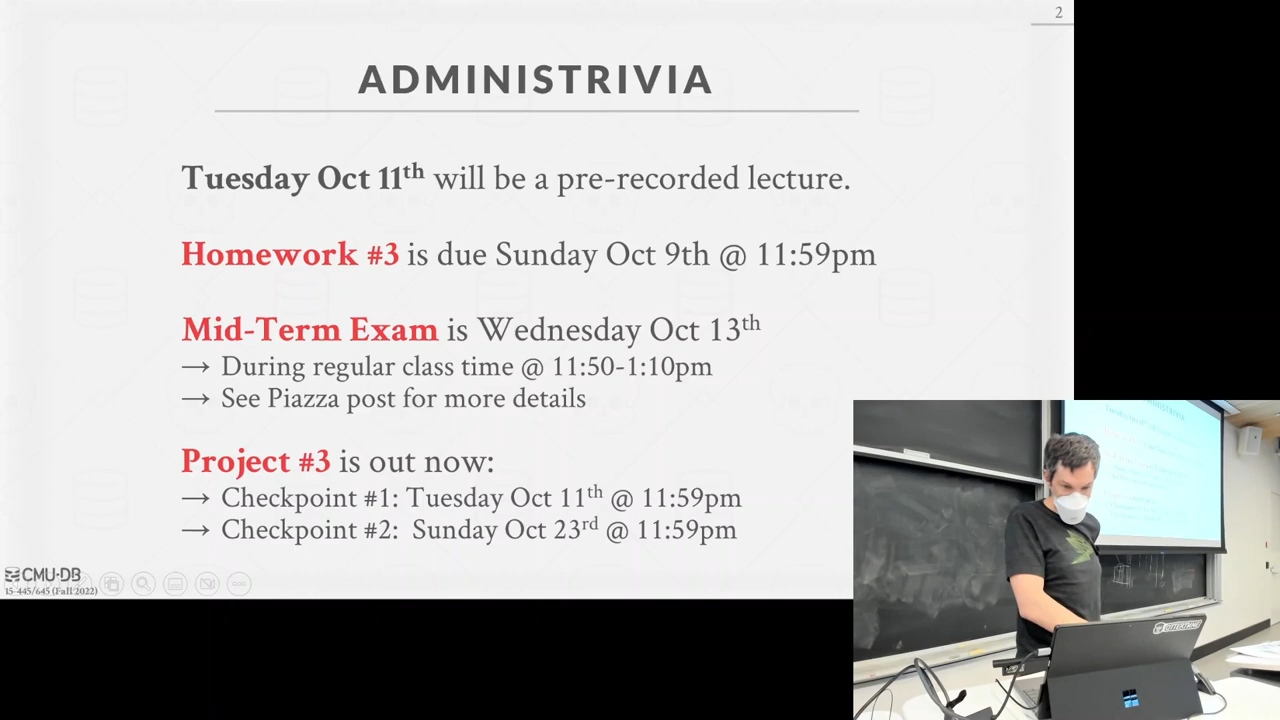 2
ADMINISTRIVIA
Tuesday Oct 11th will be a pre-recorded lecture.
Homework #3 is due Sunday Oct 9th @ 11:59pm
Mid-Term Exam is Wednesday Oct 13th
→ During regular class time @ 11:50-1:10pm
→ See Piazza post for more details
Project #3 is out now:
→ Checkpoint #1: Tuesday Oct 11th @ 11:59pm
→ Checkpoint #2: Sunday Oct 23rd @ 11:59pm
CMU·DB
15-445/645 (Fall 2022)